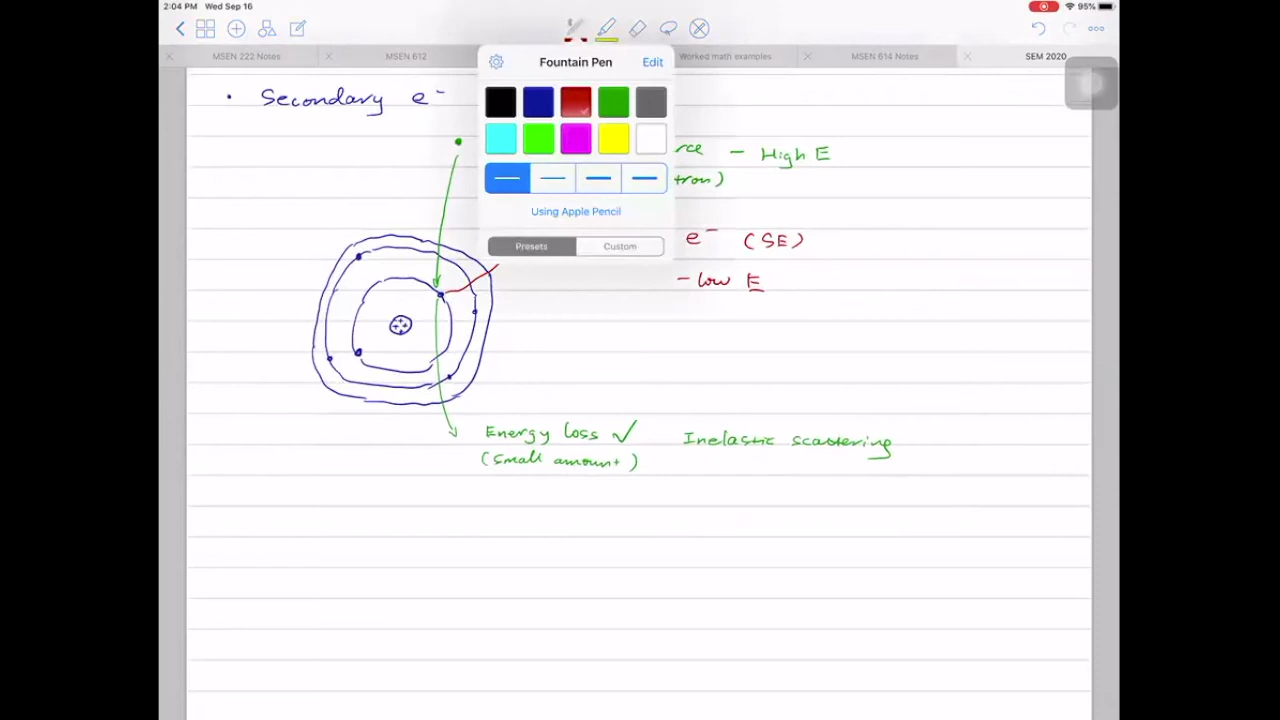 2:04 PM Wed Sep 16
95%
MSEN 222 Notes
MSEN 612
Worked math examples
MSEN 614 Notes
SEM 2020
Fountain Pen
Edit
Using Apple Pencil
Presets
Custom
• Secondary e⁻
rce – High E
tron)
e⁻ (SE)
– low E
Energy loss ✓
(small amount)
Inelastic scattering